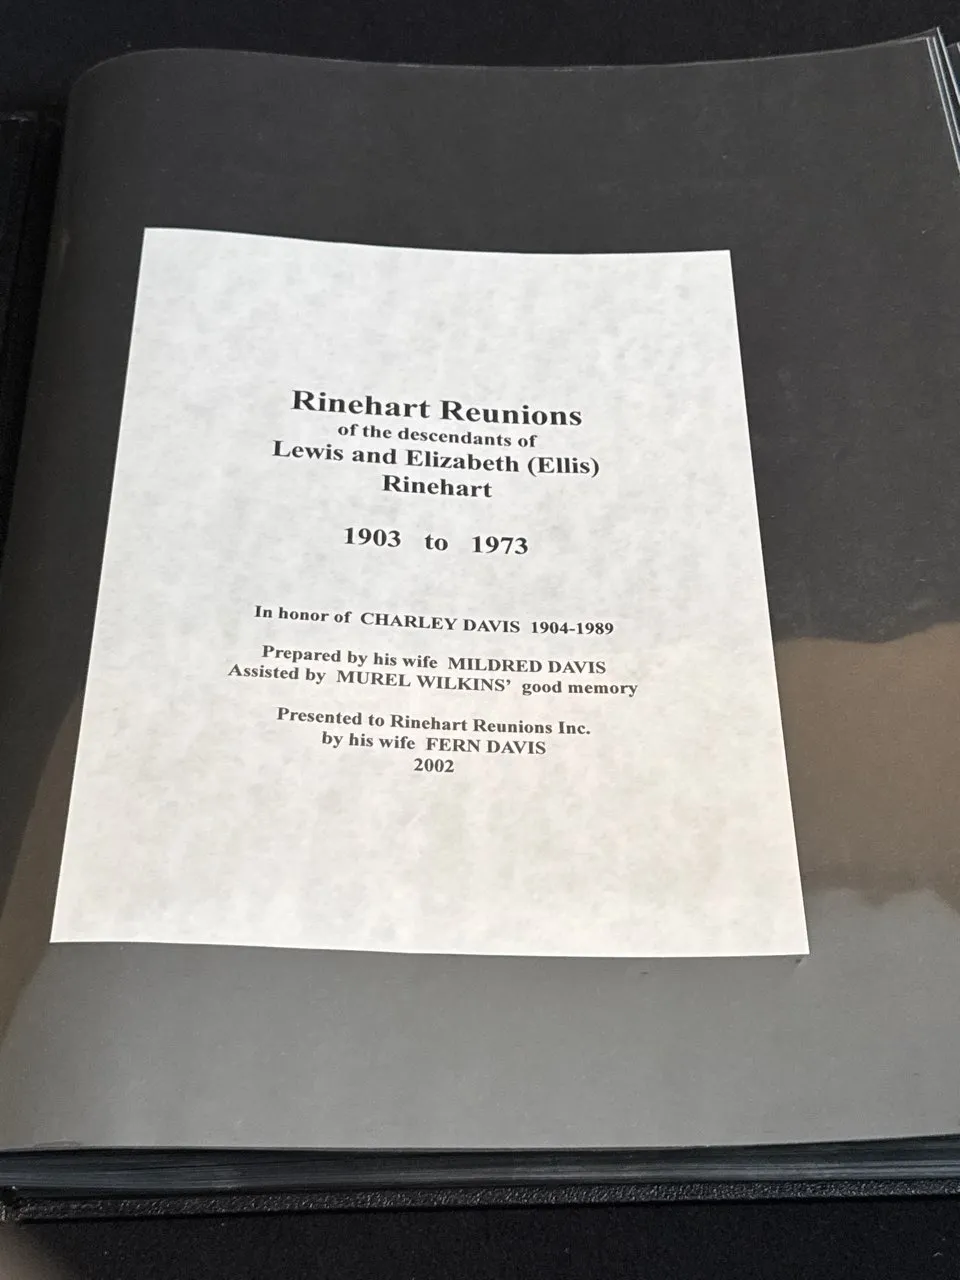 Rinehart Reunions
of the descendants of
Lewis and Elizabeth (Ellis)
Rinehart
1903 to 1973
In honor of CHARLEY DAVIS 1904-1989
Prepared by his wife MILDRED DAVIS
Assisted by MUREL WILKINS’ good memory
Presented to Rinehart Reunions Inc.
by his wife FERN DAVIS
2002